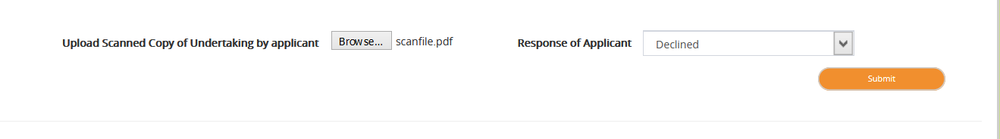 Upload Scanned Copy of Undertaking by applicant Browse... scanfile.pdf Response of Applicant Declined
Submit